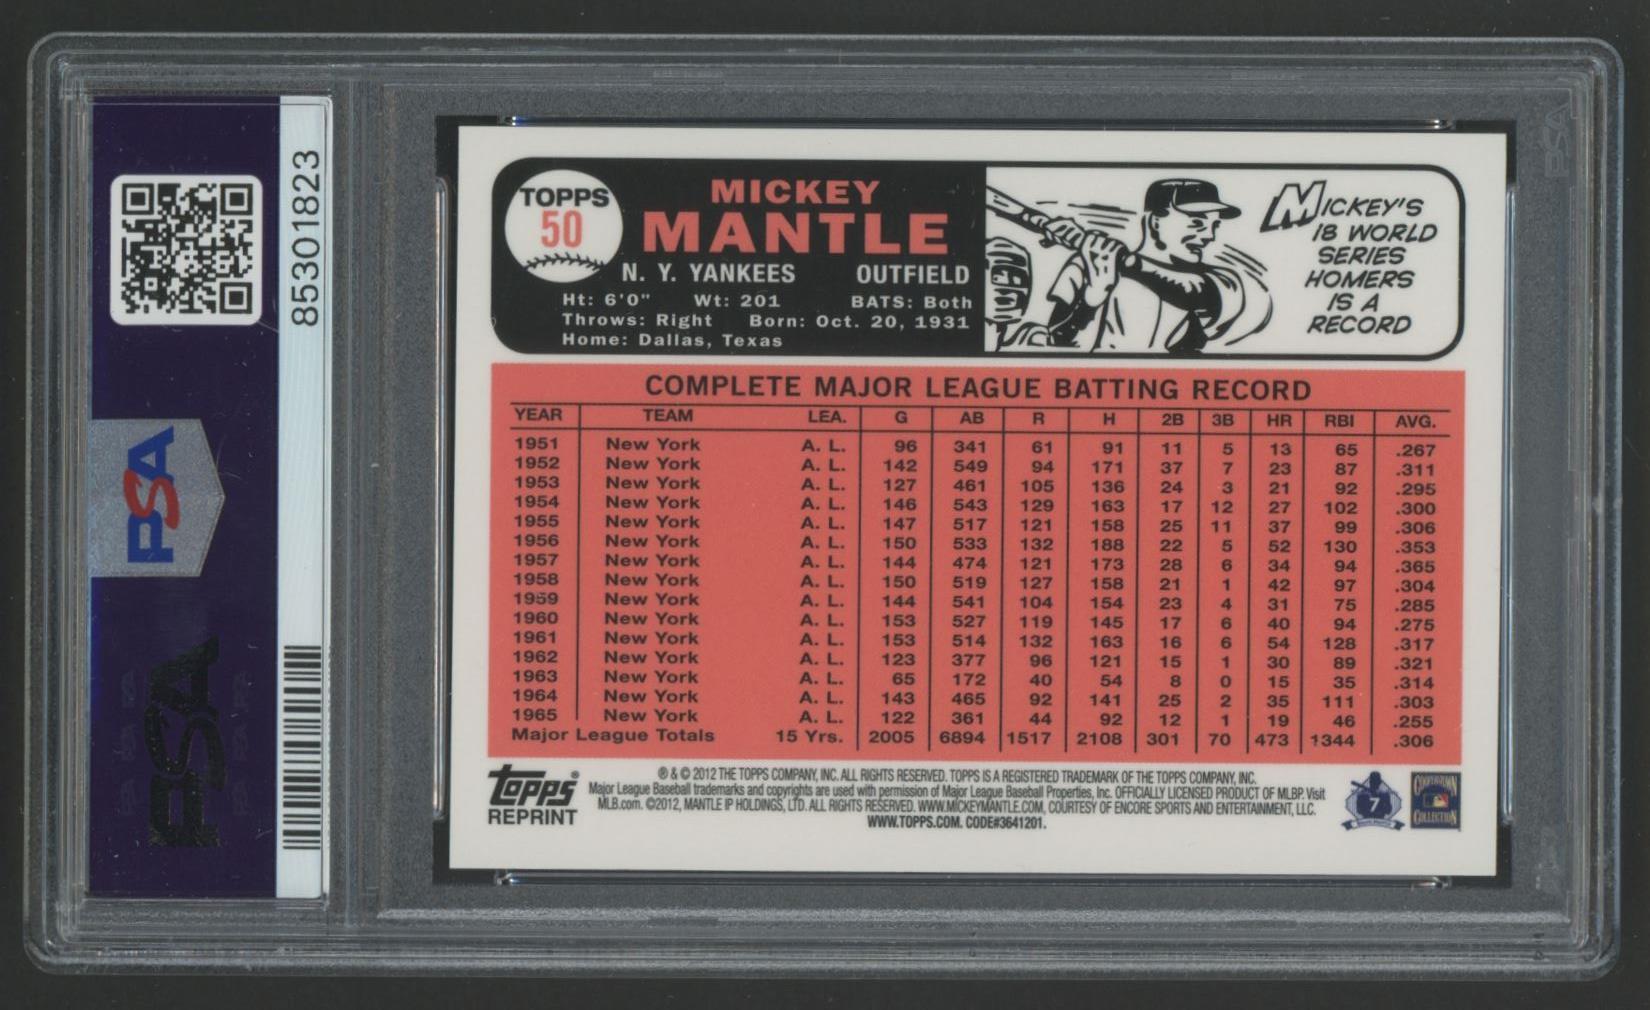 85301823
PSA
PSA
TOPPS
50
MICKEY
MANTLE
N. Y. YANKEES OUTFIELD
Ht: 6'0" Wt: 201 BATS: Both
Throws: Right Born: Oct. 20, 1931
Home: Dallas, Texas
MICKEY'S
18 WORLD
SERIES
HOMERS
IS A
RECORD
COMPLETE MAJOR LEAGUE BATTING RECORD
YEAR TEAM LEA. G AB R H 2B 3B HR RBI AVG.
1951 New York A. L. 96 341 61 91 11 5 13 65 .267
1952 New York A. L. 142 549 94 171 37 7 23 87 .311
1953 New York A. L. 127 461 105 136 24 3 21 92 .295
1954 New York A. L. 146 543 129 163 17 12 27 102 .300
1955 New York A. L. 147 517 121 158 25 11 37 99 .306
1956 New York A. L. 150 533 132 188 22 5 52 130 .353
1957 New York A. L. 144 474 121 173 28 6 34 94 .365
1958 New York A. L. 150 519 127 158 21 1 42 97 .304
1959 New York A. L. 144 541 104 154 23 4 31 75 .285
1960 New York A. L. 153 527 119 145 17 6 40 94 .275
1961 New York A. L. 153 514 132 163 16 6 54 128 .317
1962 New York A. L. 123 377 96 121 15 1 30 89 .321
1963 New York A. L. 65 172 40 54 8 0 15 35 .314
1964 New York A. L. 143 465 92 141 25 2 35 111 .303
1965 New York A. L. 122 361 44 92 12 1 19 46 .255
Major League Totals 15 Yrs. 2005 6894 1517 2108 301 70 473 1344 .306
topps®
REPRINT
® & © 2012 THE TOPPS COMPANY, INC. ALL RIGHTS RESERVED. TOPPS IS A REGISTERED TRADEMARK OF THE TOPPS COMPANY, INC.
Major League Baseball trademarks and copyrights are used with permission of Major League Baseball Properties, Inc. OFFICIALLY LICENSED PRODUCT OF MLBP. Visit
MLB.com. ©2012, MANTLE IP HOLDINGS, LTD. ALL RIGHTS RESERVED. WWW.MICKEYMANTLE.COM, COURTESY OF ENCORE SPORTS AND ENTERTAINMENT, LLC.
WWW.TOPPS.COM. CODE#3641201.
7
COOPERSTOWN
COLLECTION
PSA